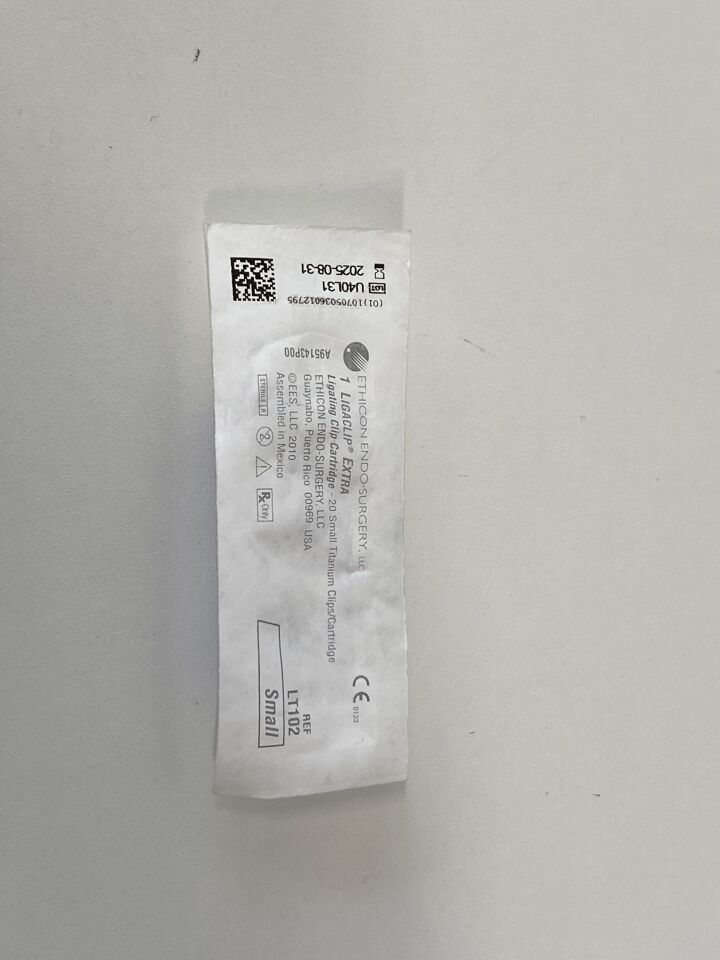 (01)10705036012795
LOT U40L31
2025-08-31
ETHICON ENDO-SURGERY, LLC
1 LIGACLIP® EXTRA
Ligating Clip Cartridge - 20 Small Titanium Clips/Cartridge
ETHICON ENDO-SURGERY, LLC
Guaynabo, Puerto Rico 00969 USA
©EES, LLC 2010
Assembled in Mexico
A95143P00
STERILE R
2
Rx Only
CE 0123
REF
LT102
Small